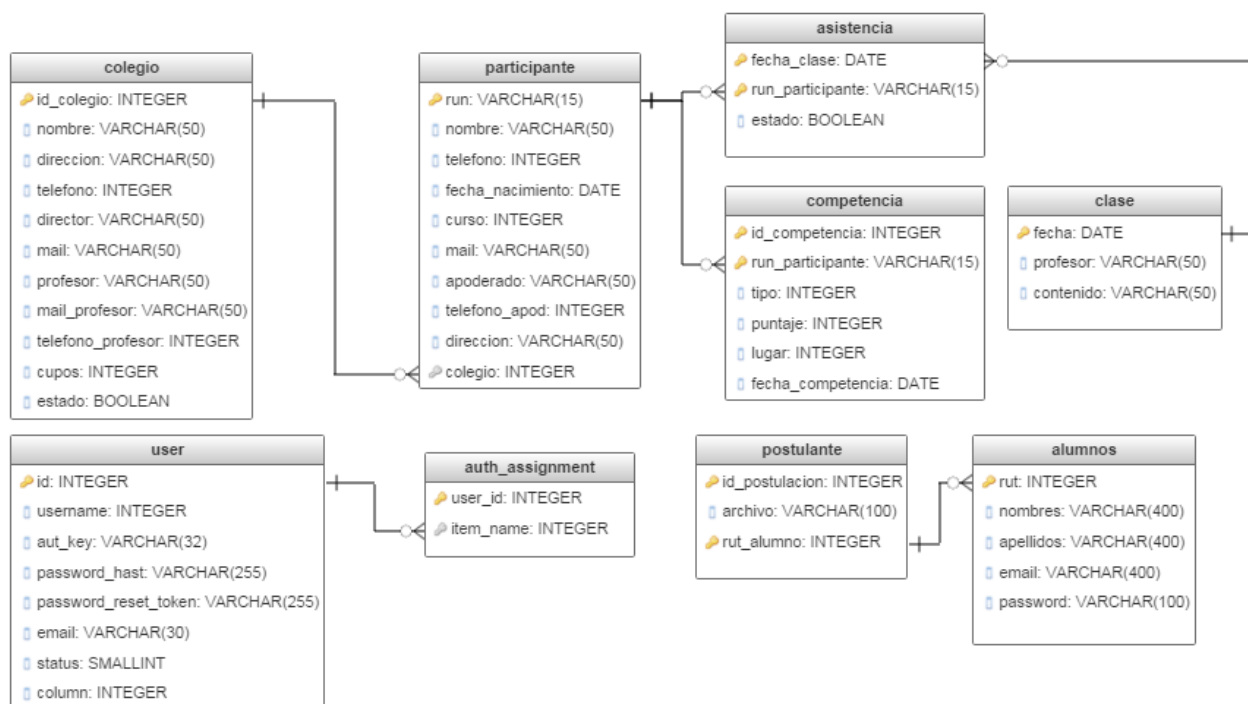 colegio
id_colegio: INTEGER
nombre: VARCHAR(50)
direccion: VARCHAR(50)
telefono: INTEGER
director: VARCHAR(50)
mail: VARCHAR(50)
profesor: VARCHAR(50)
mail_profesor: VARCHAR(50)
telefono_profesor: INTEGER
cupos: INTEGER
estado: BOOLEAN
participante
run: VARCHAR(15)
nombre: VARCHAR(50)
telefono: INTEGER
fecha_nacimiento: DATE
curso: INTEGER
mail: VARCHAR(50)
apoderado: VARCHAR(50)
telefono_apod: INTEGER
direccion: VARCHAR(50)
colegio: INTEGER
asistencia
fecha_clase: DATE
run_participante: VARCHAR(15)
estado: BOOLEAN
competencia
id_competencia: INTEGER
run_participante: VARCHAR(15)
tipo: INTEGER
puntaje: INTEGER
lugar: INTEGER
fecha_competencia: DATE
clase
fecha: DATE
profesor: VARCHAR(50)
contenido: VARCHAR(50)
user
id: INTEGER
username: INTEGER
aut_key: VARCHAR(32)
password_hast: VARCHAR(255)
password_reset_token: VARCHAR(255)
email: VARCHAR(30)
status: SMALLINT
column: INTEGER
auth_assignment
user_id: INTEGER
item_name: INTEGER
postulante
id_postulacion: INTEGER
archivo: VARCHAR(100)
rut_alumno: INTEGER
alumnos
rut: INTEGER
nombres: VARCHAR(400)
apellidos: VARCHAR(400)
email: VARCHAR(400)
password: VARCHAR(100)